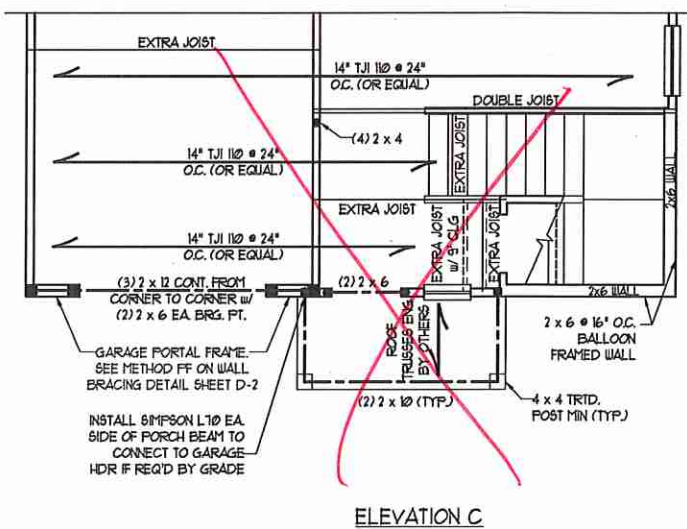 EXTRA JOIST
14" TJI 110 @ 24"
O.C. (OR EQUAL)
DOUBLE JOIST
(4) 2 x 4
EXTRA JOIST
14" TJI 110 @ 24"
O.C. (OR EQUAL)
2x6 WALL
EXTRA JOIST
EXTRA JOIST
W/ 9' CLG
EXTRA JOIST
14" TJI 110 @ 24"
O.C. (OR EQUAL)
(3) 2 x 12 CONT. FROM
CORNER TO CORNER W/
(2) 2 x 6 EA. BRG. PT.
(2) 2 x 6
2x6 WALL
ROOF
TRUSSES ENG.
BY OTHERS
2 x 6 @ 16" O.C.
BALLOON
FRAMED WALL
GARAGE PORTAL FRAME.
SEE METHOD PF ON WALL
BRACING DETAIL SHEET D-2
(2) 2 x 10 (TYP.)
4 x 4 TRTD.
POST MIN (TYP.)
INSTALL SIMPSON L70 EA.
SIDE OF PORCH BEAM TO
CONNECT TO GARAGE
HDR IF REQ'D BY GRADE
ELEVATION C